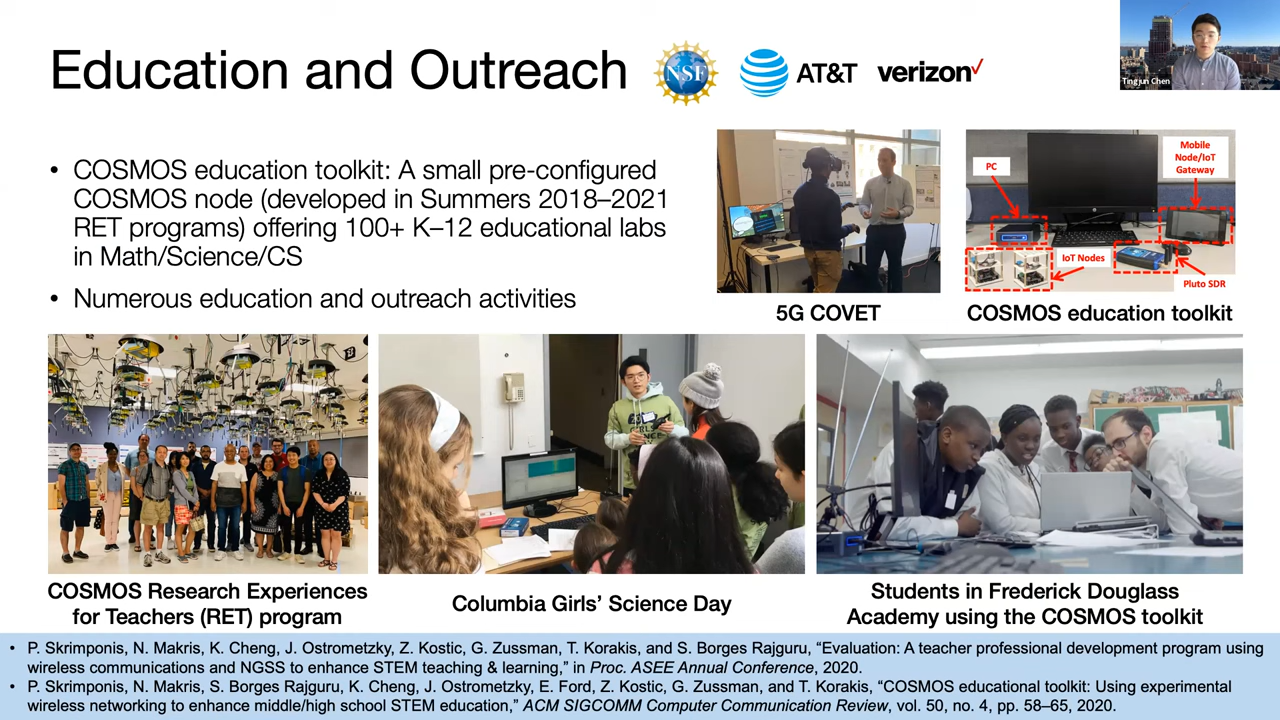 Education and Outreach
NSF
AT&T
verizon✓
Tingjun Chen
• COSMOS education toolkit: A small pre-configured
COSMOS node (developed in Summers 2018–2021
RET programs) offering 100+ K–12 educational labs
in Math/Science/CS
• Numerous education and outreach activities
PC
Mobile
Node/IoT
Gateway
IoT Nodes
Pluto SDR
5G COVET
COSMOS education toolkit
COSMOS Research Experiences
for Teachers (RET) program
Columbia Girls’ Science Day
Students in Frederick Douglass
Academy using the COSMOS toolkit
• P. Skrimponis, N. Makris, K. Cheng, J. Ostrometzky, Z. Kostic, G. Zussman, T. Korakis, and S. Borges Rajguru, “Evaluation: A teacher professional development program using
wireless communications and NGSS to enhance STEM teaching & learning,” in Proc. ASEE Annual Conference, 2020.
• P. Skrimponis, N. Makris, S. Borges Rajguru, K. Cheng, J. Ostrometzky, E. Ford, Z. Kostic, G. Zussman, and T. Korakis, “COSMOS educational toolkit: Using experimental
wireless networking to enhance middle/high school STEM education,” ACM SIGCOMM Computer Communication Review, vol. 50, no. 4, pp. 58–65, 2020.